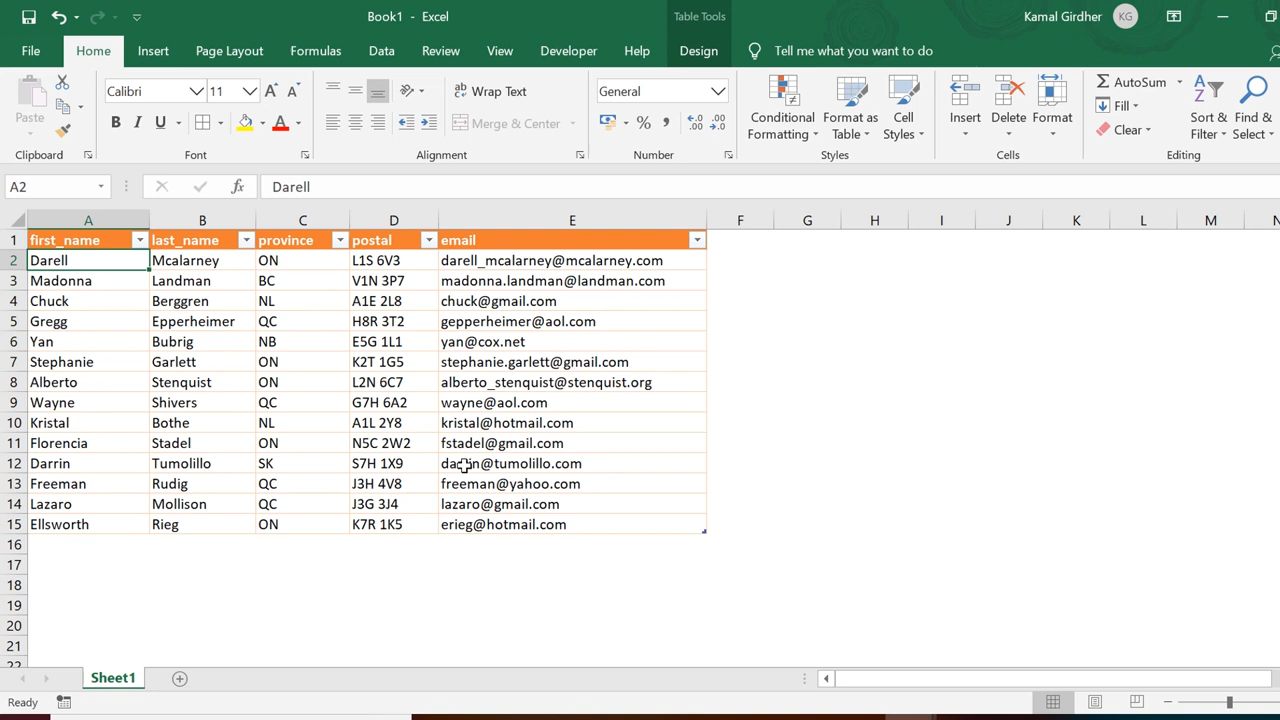 Book1 - Excel
Table Tools
Kamal Girdher
KG
File Home Insert Page Layout Formulas Data Review View Developer Help Design Tell me what you want to do
Paste
Clipboard
Calibri 11
B I U
Font
Wrap Text
Merge & Center
Alignment
General
Number
Conditional Formatting
Format as Table
Cell Styles
Styles
Insert
Delete
Format
Cells
AutoSum
Fill
Clear
Sort & Filter
Find & Select
Editing
A2 fx Darell
A B C D E F G H I J K L M N
1 first_name last_name province postal email
2 Darell Mcalarney ON L1S 6V3 darell_mcalarney@mcalarney.com
3 Madonna Landman BC V1N 3P7 madonna.landman@landman.com
4 Chuck Berggren NL A1E 2L8 chuck@gmail.com
5 Gregg Epperheimer QC H8R 3T2 gepperheimer@aol.com
6 Yan Bubrig NB E5G 1L1 yan@cox.net
7 Stephanie Garlett ON K2T 1G5 stephanie.garlett@gmail.com
8 Alberto Stenquist ON L2N 6C7 alberto_stenquist@stenquist.org
9 Wayne Shivers QC G7H 6A2 wayne@aol.com
10 Kristal Bothe NL A1L 2Y8 kristal@hotmail.com
11 Florencia Stadel ON N5C 2W2 fstadel@gmail.com
12 Darrin Tumolillo SK S7H 1X9 darrin@tumolillo.com
13 Freeman Rudig QC J3H 4V8 freeman@yahoo.com
14 Lazaro Mollison QC J3G 3J4 lazaro@gmail.com
15 Ellsworth Rieg ON K7R 1K5 erieg@hotmail.com
16
17
18
19
20
21
22
Sheet1
Ready